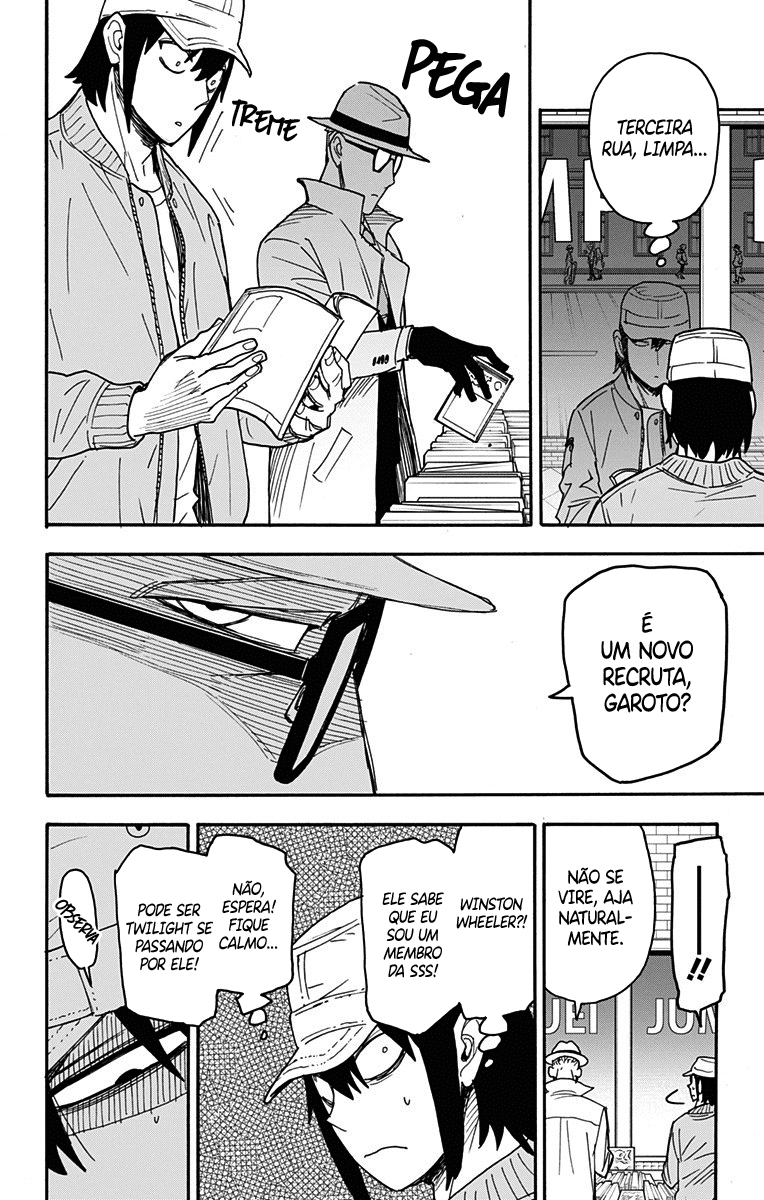 TERCEIRA
RUA, LIMPA...
PEGA
TREME
É
UM NOVO
RECRUTA,
GAROTO?
!!
NÃO SE
VIRE, AJA
NATURAL-
MENTE.
JEI JUN
WINSTON
WHEELER?!
ELE SABE
QUE EU
SOU UM
MEMBRO
DA SSS!
NÃO,
ESPERA!
FIQUE
CALMO...
PODE SER
TWILIGHT SE
PASSANDO
POR ELE!
OBSERVA